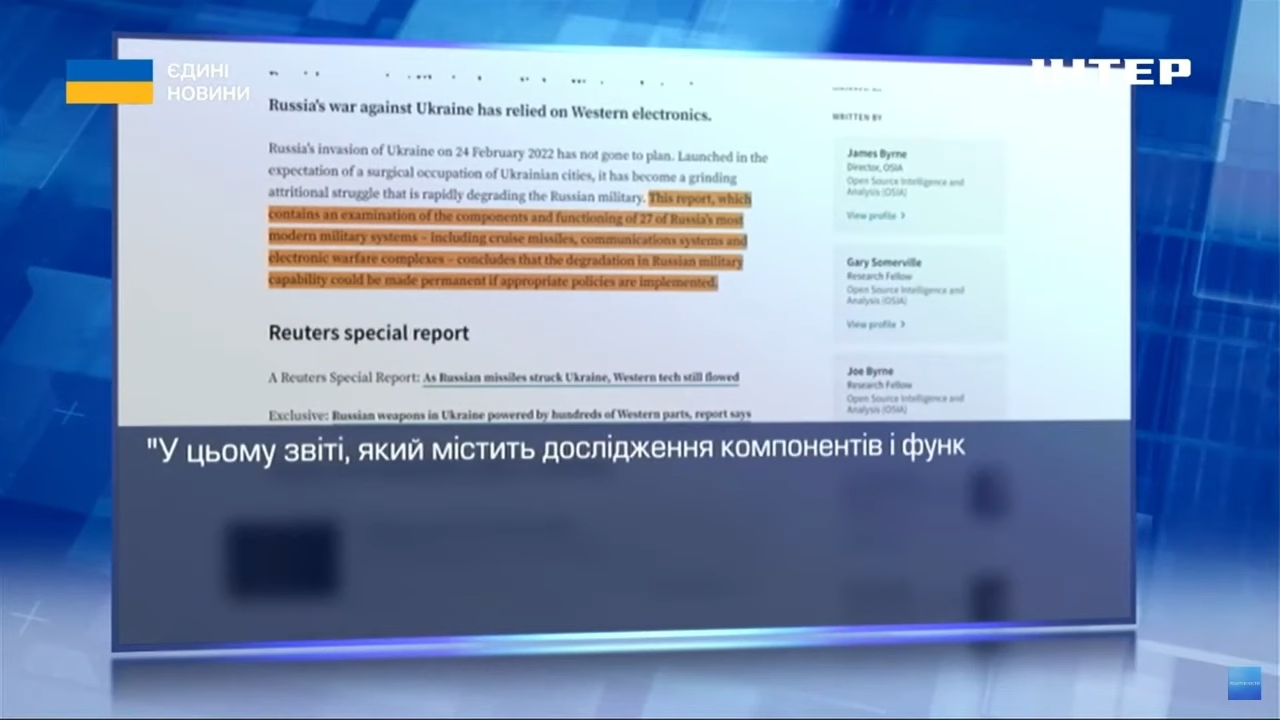 ЄДИНІ
НОВИНИ
ІНТЕР
Russia's war against Ukraine has relied on Western electronics.
Russia's invasion of Ukraine on 24 February 2022 has not gone to plan. Launched in the
expectation of a surgical occupation of Ukrainian cities, it has become a grinding
attritional struggle that is rapidly degrading the Russian military. This report, which
contains an examination of the components and functioning of 27 of Russia's most
modern military systems – including cruise missiles, communications systems and
electronic warfare complexes – concludes that the degradation in Russian military
capability could be made permanent if appropriate policies are implemented.
Reuters special report
A Reuters Special Report: As Russian missiles struck Ukraine, Western tech still flowed
Exclusive: Russian weapons in Ukraine powered by hundreds of Western parts, report says
WRITTEN BY
James Byrne
Director, OSIA
Open Source Intelligence and
Analysis (OSIA)
View profile >
Gary Somerville
Research Fellow
Open Source Intelligence and
Analysis (OSIA)
View profile >
Joe Byrne
Research Fellow
Open Source Intelligence and
Analysis (OSIA)
"У цьому звіті, який містить дослідження компонентів і функ